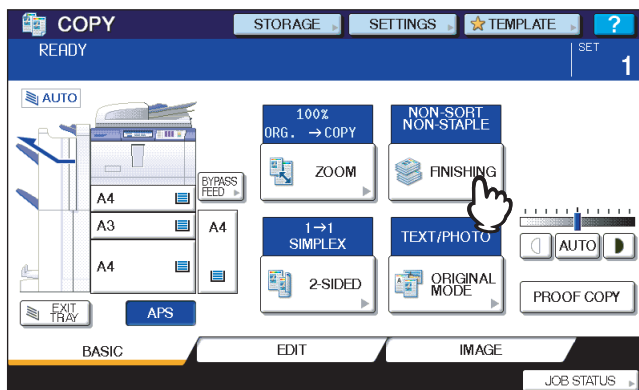 COPY
STORAGE
SETTINGS
TEMPLATE
?
READY
SET
1
AUTO
100%
ORG. → COPY
ZOOM
NON-SORT
NON-STAPLE
FINISHING
BYPASS
FEED
A4
A3
A4
A4
1→1
SIMPLEX
2-SIDED
TEXT/PHOTO
ORIGINAL
MODE
AUTO
PROOF COPY
EXIT
TRAY
APS
BASIC
EDIT
IMAGE
JOB STATUS